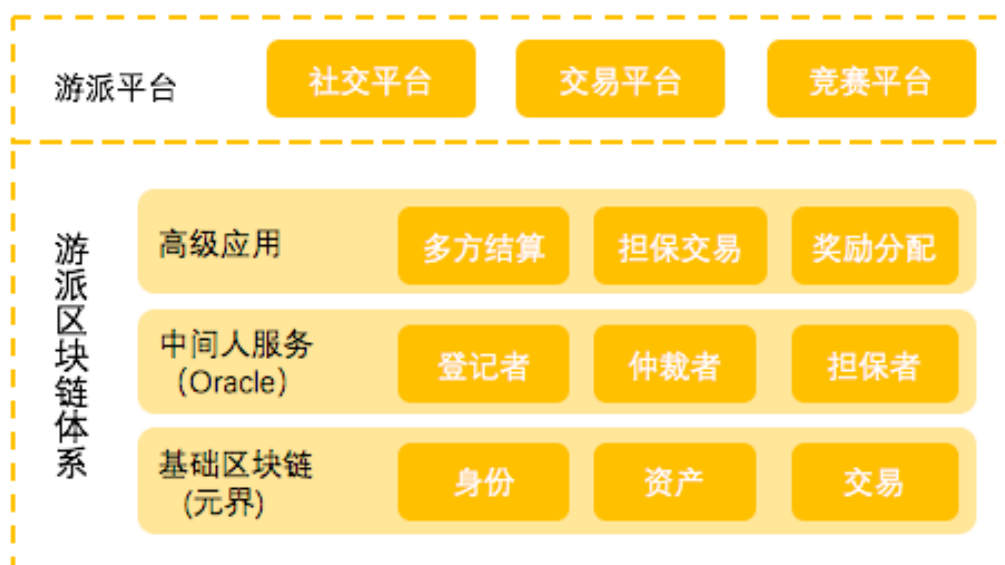 游派平台
社交平台
交易平台
竞赛平台
游派区块链体系
高级应用
多方结算
担保交易
奖励分配
中间人服务
（Oracle）
登记者
仲裁者
担保者
基础区块链
(元界)
身份
资产
交易